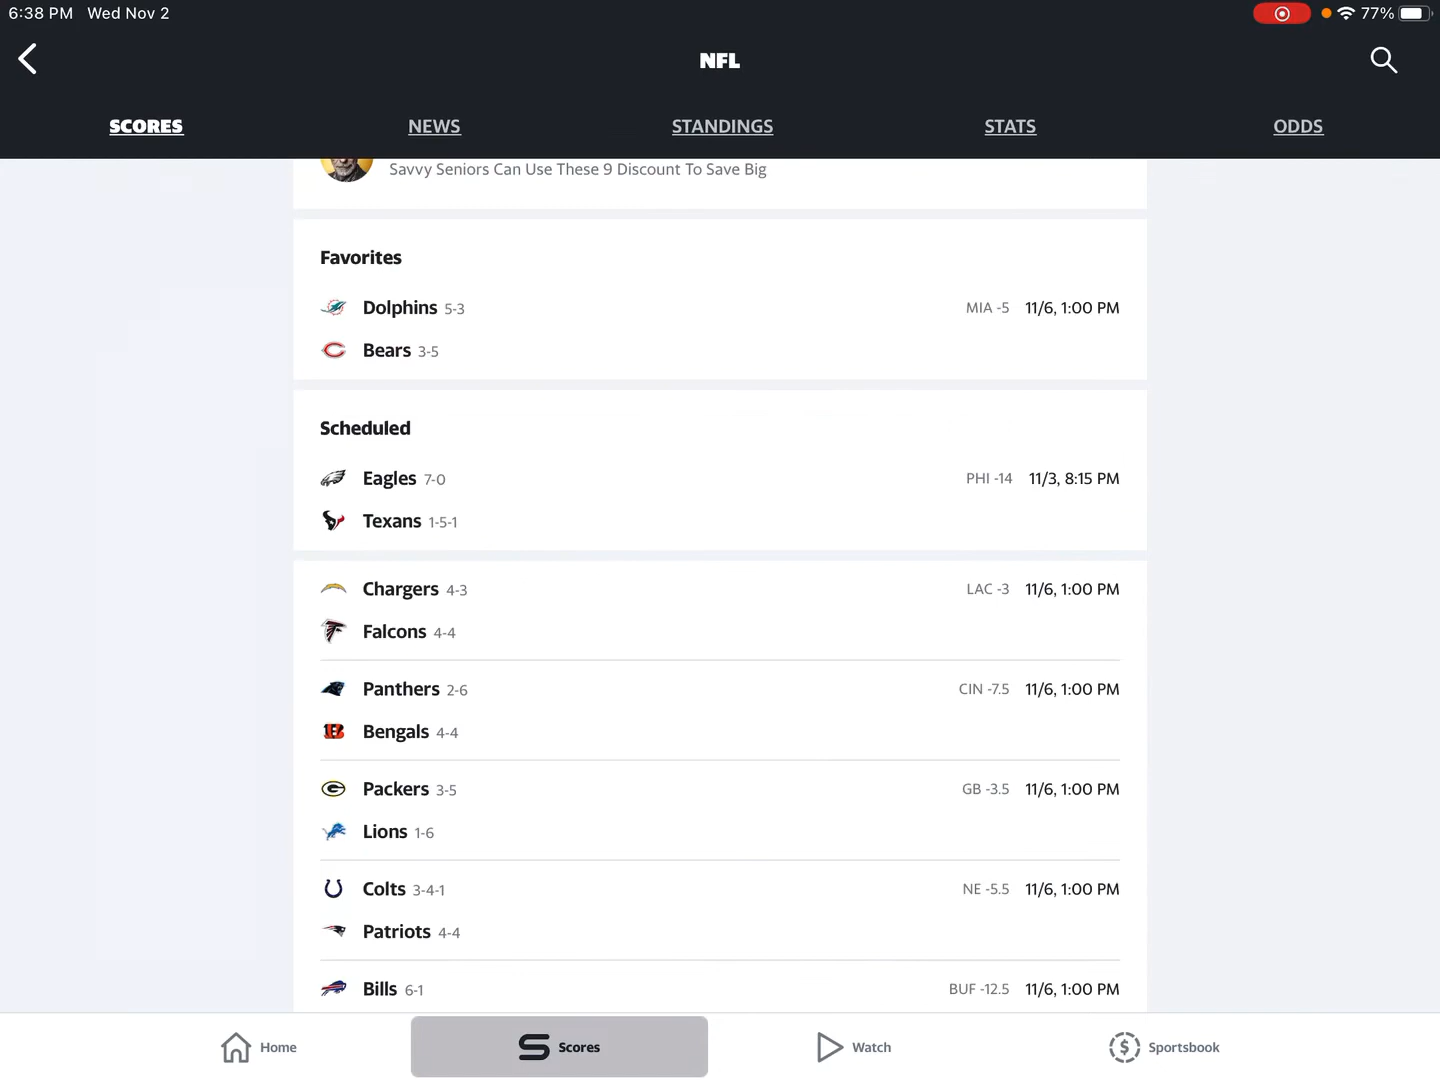 6:38 PM Wed Nov 2 77%
NFL
SCORES NEWS STANDINGS STATS ODDS
Savvy Seniors Can Use These 9 Discount To Save Big
Favorites
Dolphins 5-3 MIA -5 11/6, 1:00 PM
Bears 3-5
Scheduled
Eagles 7-0 PHI -14 11/3, 8:15 PM
Texans 1-5-1
Chargers 4-3 LAC -3 11/6, 1:00 PM
Falcons 4-4
Panthers 2-6 CIN -7.5 11/6, 1:00 PM
Bengals 4-4
Packers 3-5 GB -3.5 11/6, 1:00 PM
Lions 1-6
Colts 3-4-1 NE -5.5 11/6, 1:00 PM
Patriots 4-4
Bills 6-1 BUF -12.5 11/6, 1:00 PM
Home Scores Watch Sportsbook